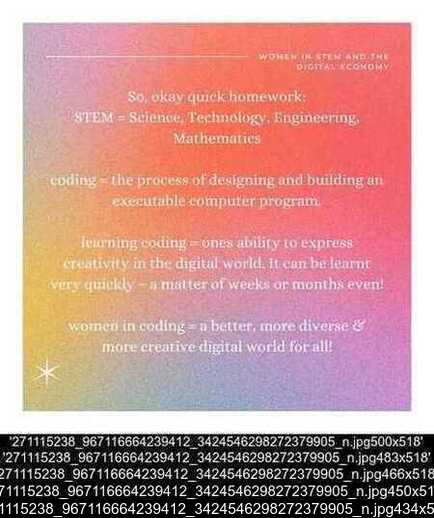 WOMEN IN STEM AND THE
DIGITAL ECONOMY
So, okay quick homework:
STEM = Science, Technology, Engineering,
Mathematics
coding = the process of designing and building an
executable computer program.
learning coding = ones ability to express
creativity in the digital world. It can be learnt
very quickly - a matter of weeks or months even!
women in coding = a better, more diverse &
more creative digital world for all!
'271115238_967116664239412_3424546298272379905_n.jpg500x518'
'271115238_967116664239412_3424546298272379905_n.jpg483x518'
271115238_967116664239412_3424546298272379905_n.jpg466x518
271115238_967116664239412_3424546298272379905_n.jpg450x51
1115238_967116664239412_3424546298272379905_n.jpg434x5